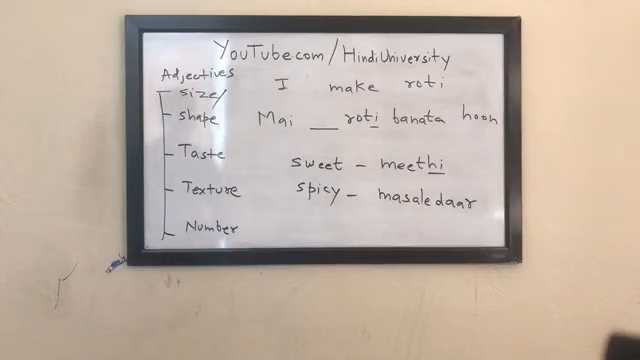 YouTube.com/HindiUniversity
Adjectives
I make roti
size/
shape
Mai __ roti banata hoon
Taste
sweet - meethi
Texture
spicy - masaledaar
Number